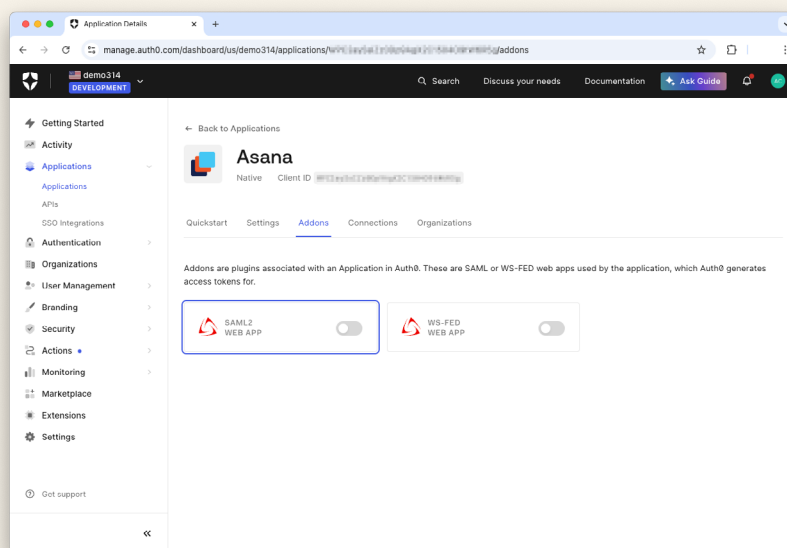 Application Details
manage.auth0.com/dashboard/us/demo314/applications/
/addons
demo314
DEVELOPMENT
Search
Discuss your needs
Documentation
Ask Guide
AC
Getting Started
Activity
Applications
Applications
APIs
SSO Integrations
Authentication
Organizations
User Management
Branding
Security
Actions
Monitoring
Marketplace
Extensions
Settings
Get support
← Back to Applications
Asana
Native Client ID
Quickstart Settings Addons Connections Organizations
Addons are plugins associated with an Application in Auth0. These are SAML or WS-FED web apps used by the application, which Auth0 generates
access tokens for.
SAML2
WEB APP
WS-FED
WEB APP